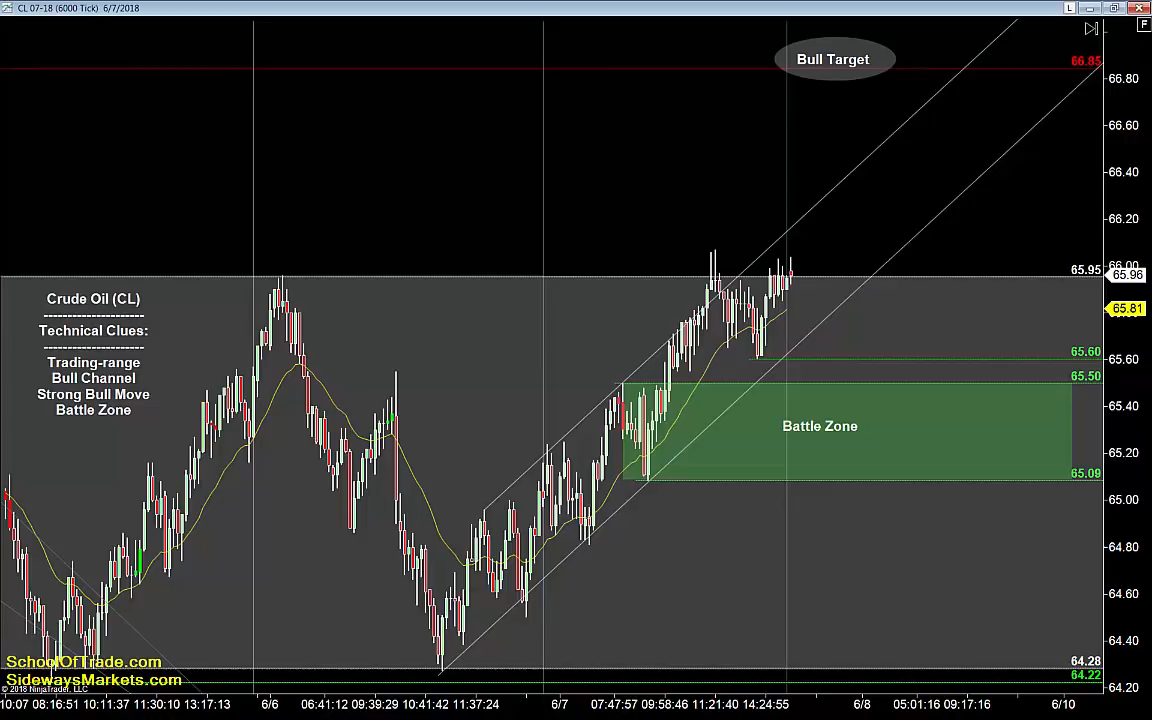 CL 07-18 (6000 Tick) 6/7/2018
L
F
Bull Target
66.85
66.80
66.60
66.40
66.20
65.95
65.96
65.81
65.60
65.60
65.50
65.40
65.20
65.09
65.00
64.80
64.60
64.40
64.28
64.22
64.20
Crude Oil (CL)
---------------------
Technical Clues:
---------------------
Trading-range
Bull Channel
Strong Bull Move
Battle Zone
Battle Zone
SchoolOfTrade.com
SidewaysMarkets.com
© 2018 NinjaTrader, LLC
10:07 08:16:51 10:11:37 11:30:10 13:17:13 6/6 06:41:12 09:39:29 10:41:42 11:37:24 6/7 07:47:57 09:58:46 11:21:40 14:24:55 6/8 05:01:16 09:17:16 6/10